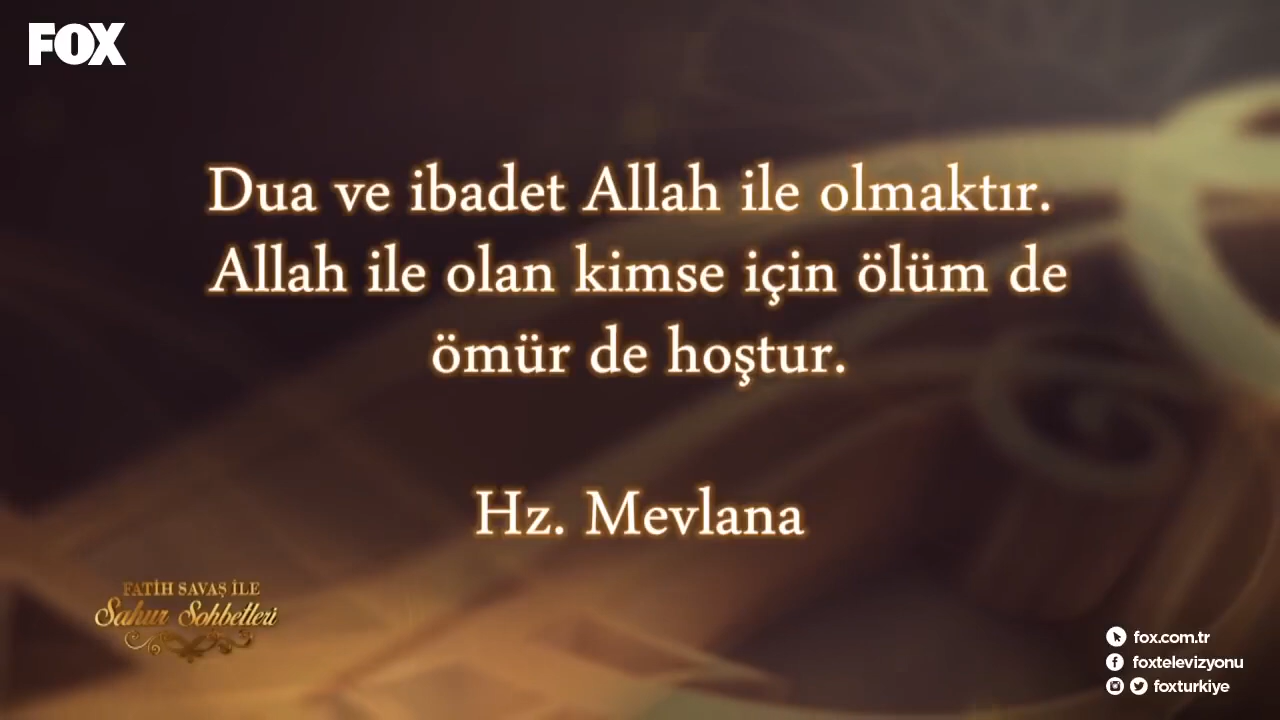 FOX
Dua ve ibadet Allah ile olmaktır.
Allah ile olan kimse için ölüm de
ömür de hoştur.
Hz. Mevlana
FATİH SAVAŞ İLE
Sahur Sohbetleri
fox.com.tr
foxtelevizyonu
foxturkiye